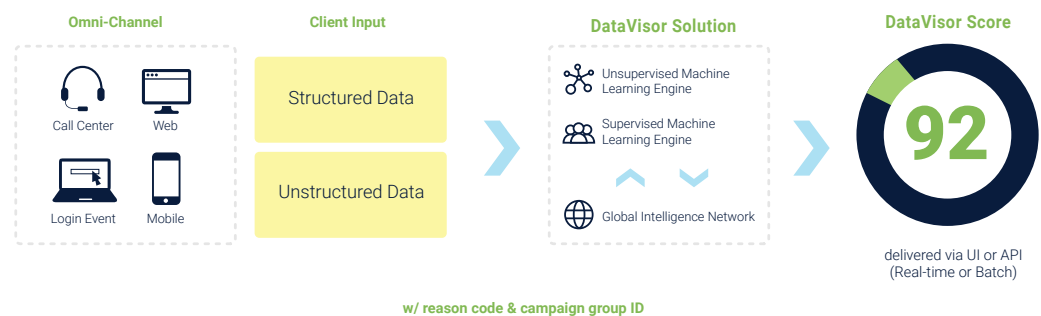 Omni-Channel
Call Center
Web
Login Event
Mobile
Client Input
Structured Data
Unstructured Data
DataVisor Solution
Unsupervised Machine
Learning Engine
Supervised Machine
Learning Engine
Global Intelligence Network
DataVisor Score
92
delivered via UI or API
(Real-time or Batch)
w/ reason code & campaign group ID